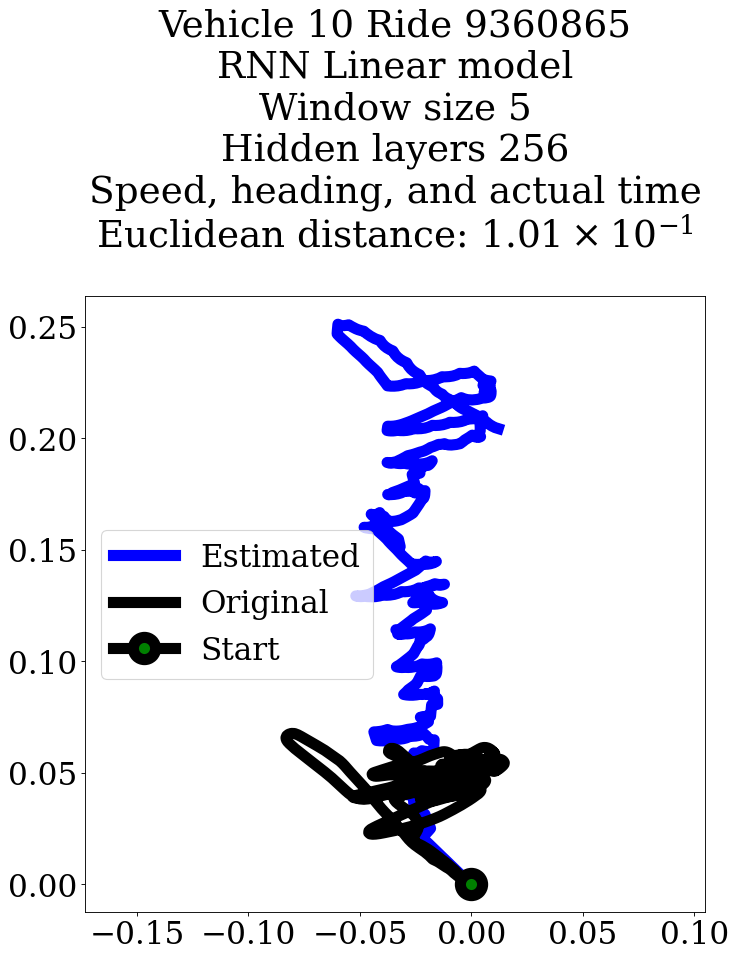 Vehicle 10 Ride 9360865
RNN Linear model
Window size 5
Hidden layers 256
Speed, heading, and actual time
Euclidean distance: 1.01 × 10⁻¹
0.25
0.20
0.15
0.10
0.05
0.00
Estimated
Original
Start
−0.15 −0.10 −0.05 0.00 0.05 0.10